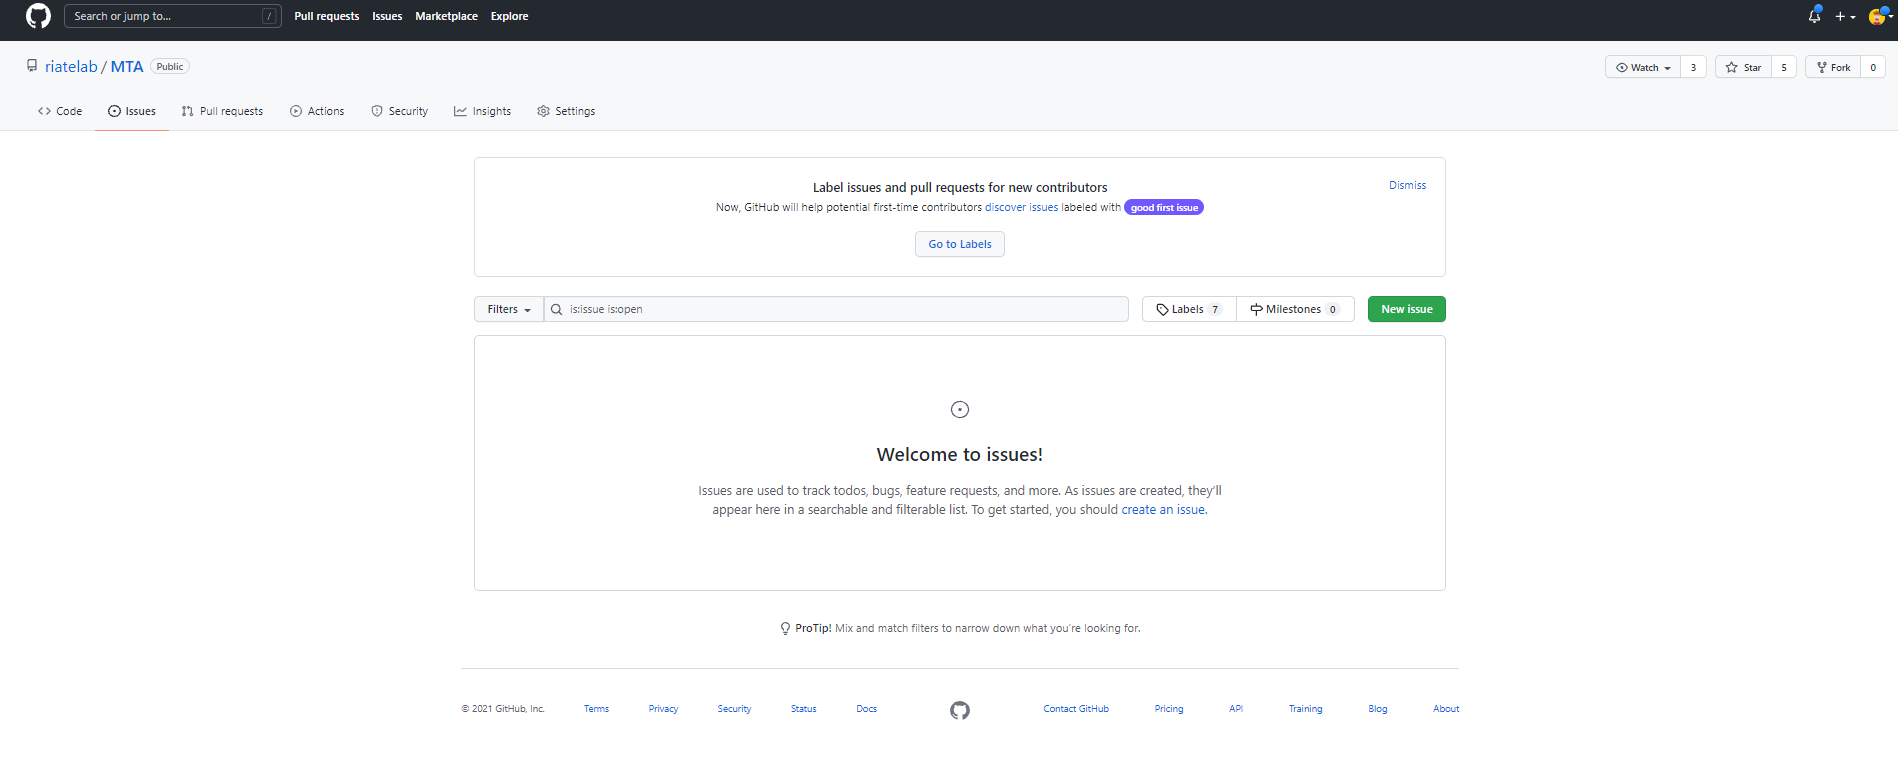 Search or jump to... /
Pull requests Issues Marketplace Explore
riatelab / MTA Public
Watch 3 Star 5 Fork 0
Code Issues Pull requests Actions Security Insights Settings
Label issues and pull requests for new contributors
Dismiss
Now, GitHub will help potential first-time contributors discover issues labeled with good first issue
Go to Labels
Filters is:issue is:open Labels 7 Milestones 0 New issue
Welcome to issues!
Issues are used to track todos, bugs, feature requests, and more. As issues are created, they’ll
appear here in a searchable and filterable list. To get started, you should create an issue.
ProTip! Mix and match filters to narrow down what you’re looking for.
© 2021 GitHub, Inc. Terms Privacy Security Status Docs Contact GitHub Pricing API Training Blog About